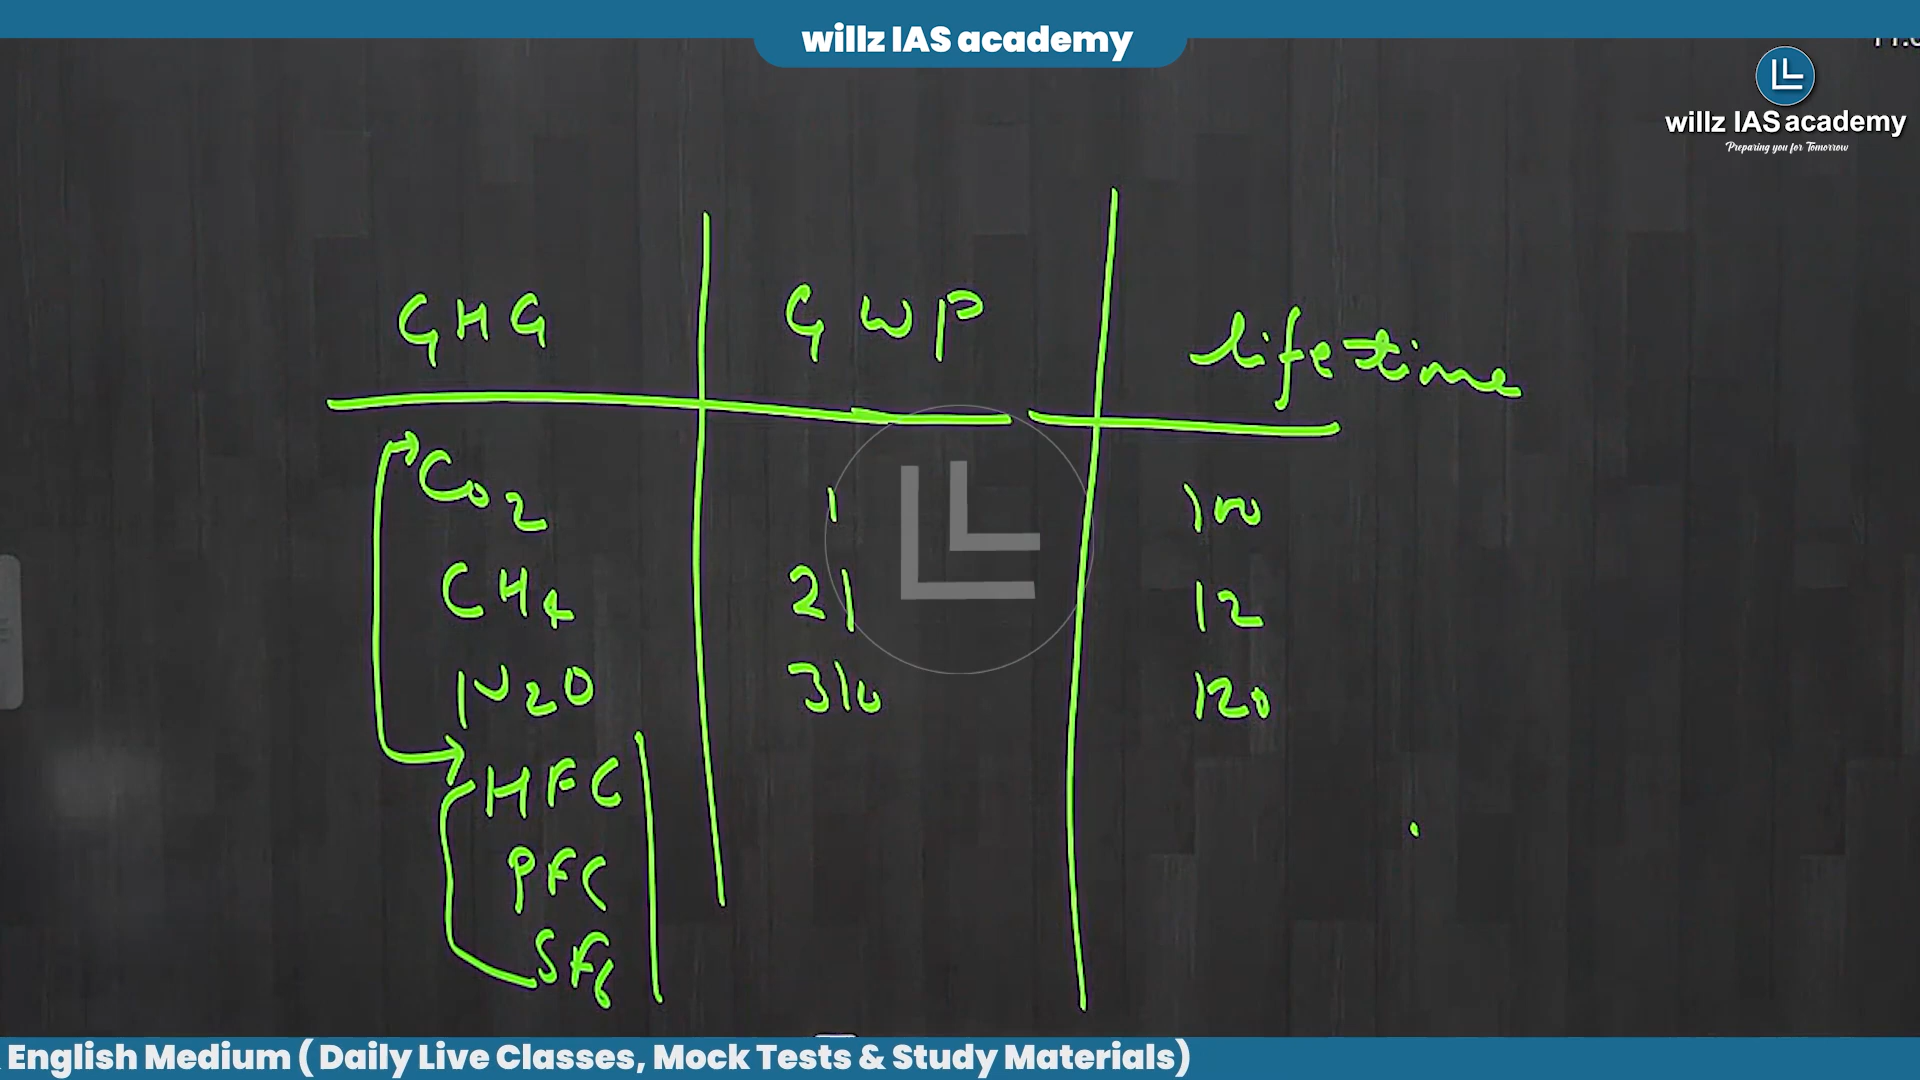 willz IAS academy
willz IAS academy
Preparing you for Tomorrow
GHG GWP lifetime
CO2 1 100
CH4 21 12
N2O 310 120
HFC
PFC
SF6
English Medium ( Daily Live Classes, Mock Tests & Study Materials)